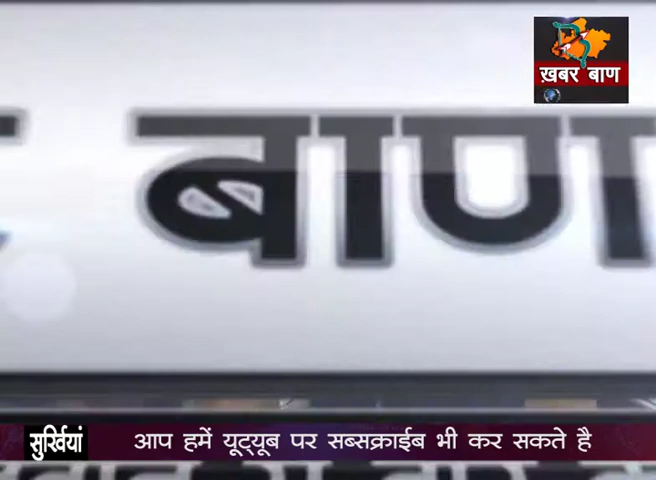 ख़बर बाण
बाण
सुर्खियां आप हमें यूट्यूब पर सब्सक्राईब भी कर सकते है